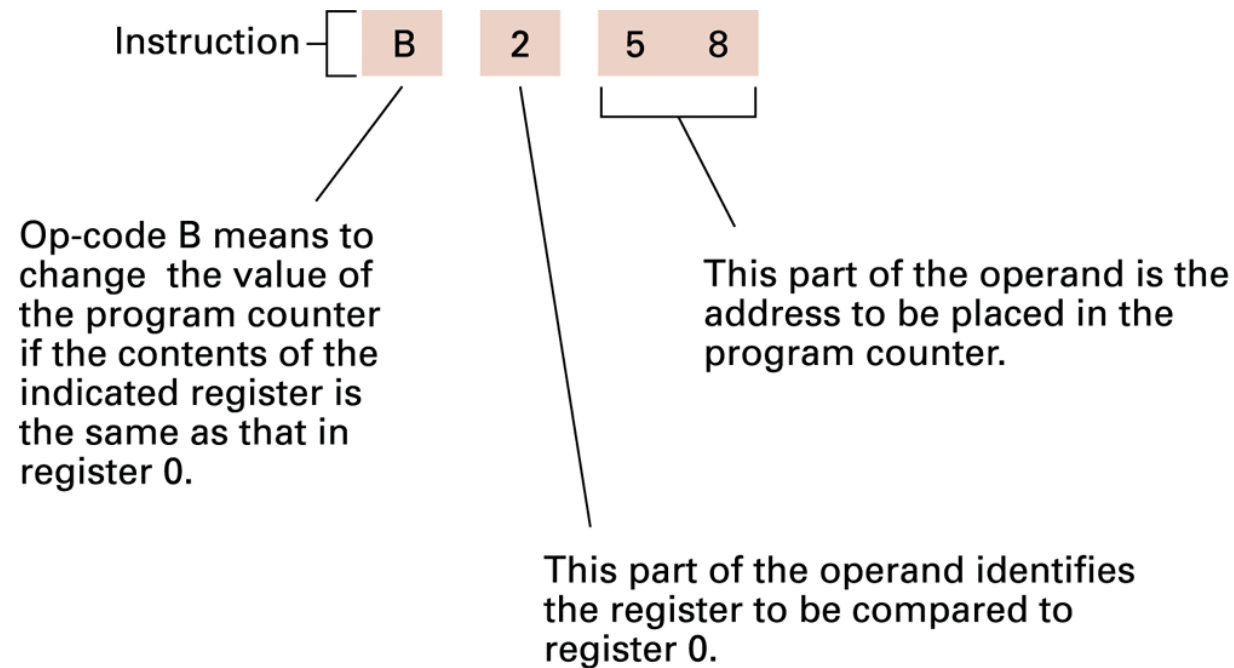 Instruction B 2 5 8
Op-code B means to
change the value of
the program counter
if the contents of the
indicated register is
the same as that in
register 0.
This part of the operand is the
address to be placed in the
program counter.
This part of the operand identifies
the register to be compared to
register 0.